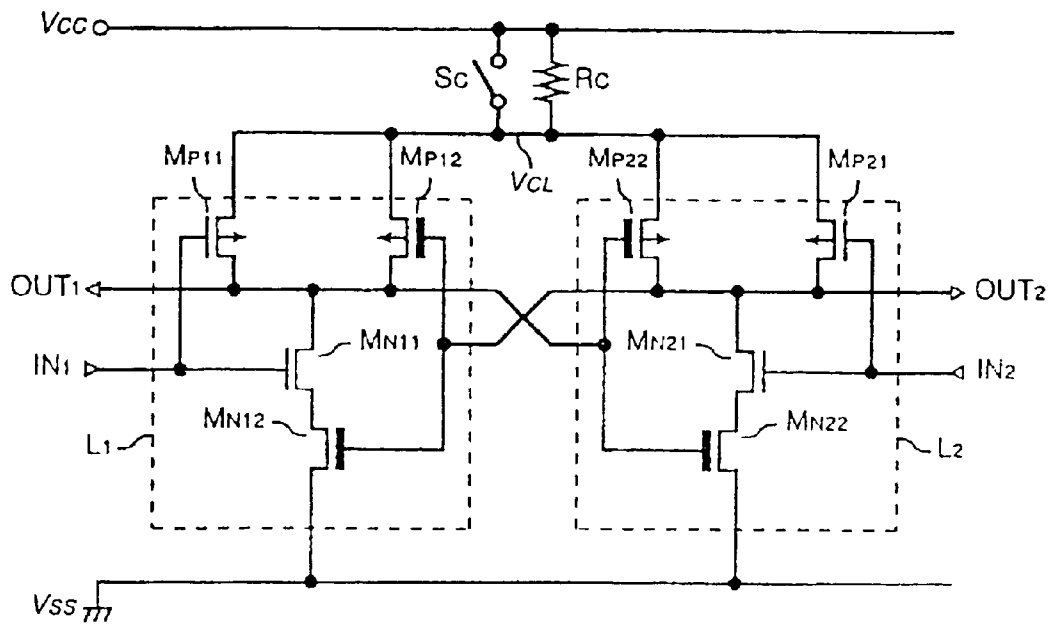 VCC
SC
RC
MP11
MP12
VCL
MP22
MP21
OUT1
OUT2
MN11
MN21
IN1
IN2
MN12
MN22
L1
L2
VSS